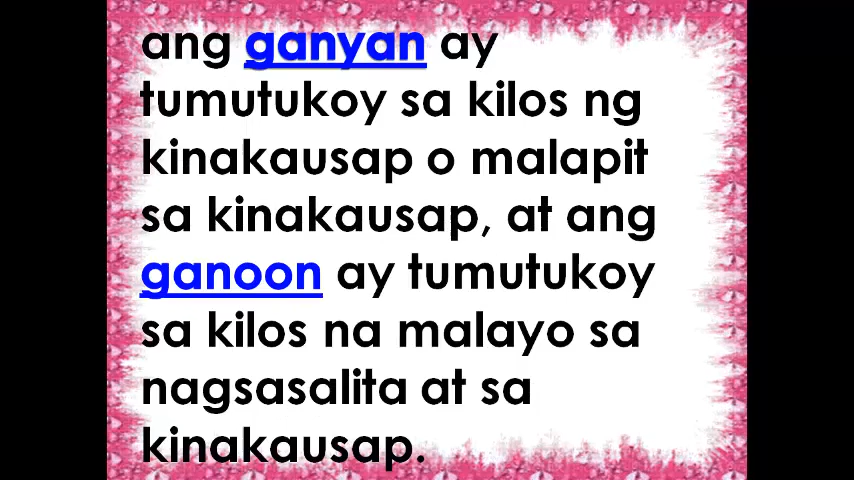 ang ganyan ay
tumutukoy sa kilos ng
kinakausap o malapit
sa kinakausap, at ang
ganoon ay tumutukoy
sa kilos na malayo sa
nagsasalita at sa
kinakausap.